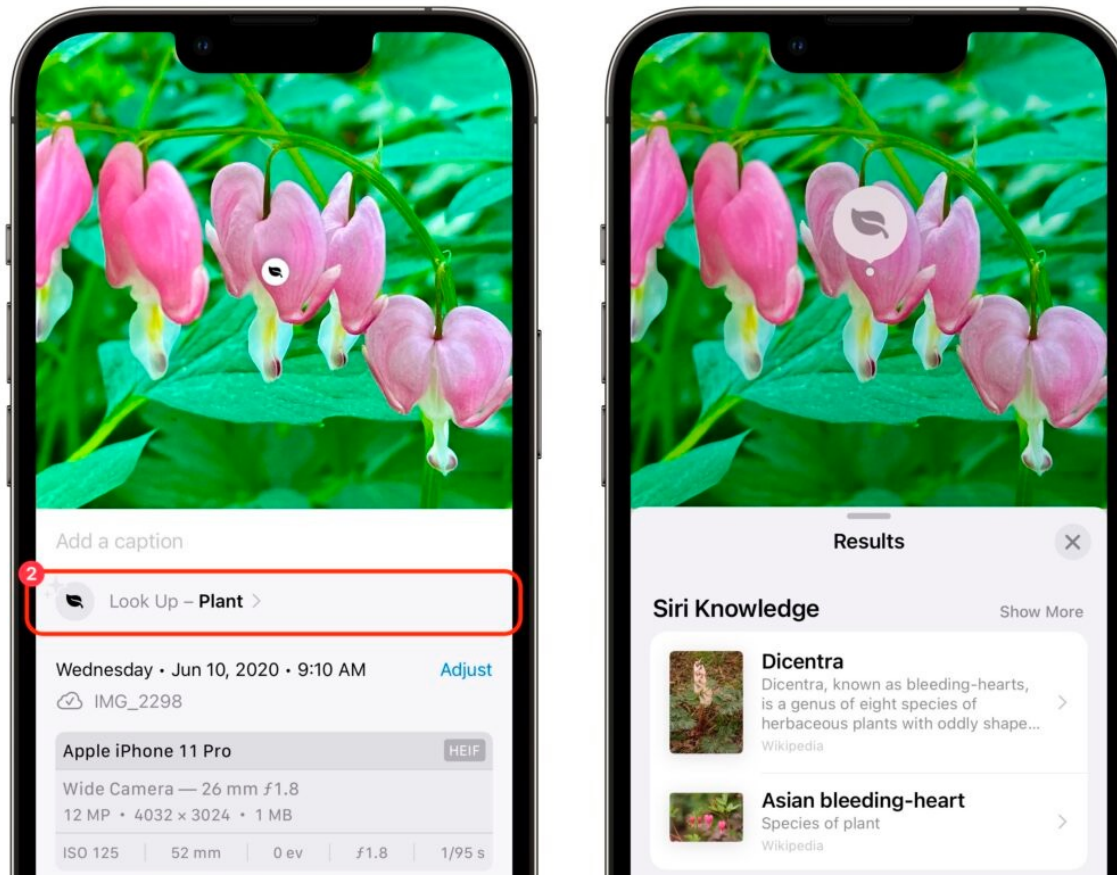 Add a caption
2
Look Up – Plant >
Wednesday • Jun 10, 2020 • 9:10 AM
Adjust
IMG_2298
Apple iPhone 11 Pro
HEIF
Wide Camera — 26 mm ƒ1.8
12 MP • 4032 × 3024 • 1 MB
ISO 125
52 mm
0 ev
ƒ1.8
1/95 s
Results
Siri Knowledge
Show More
Dicentra
Dicentra, known as bleeding-hearts,
is a genus of eight species of
herbaceous plants with oddly shape...
Wikipedia
Asian bleeding-heart
Species of plant
Wikipedia